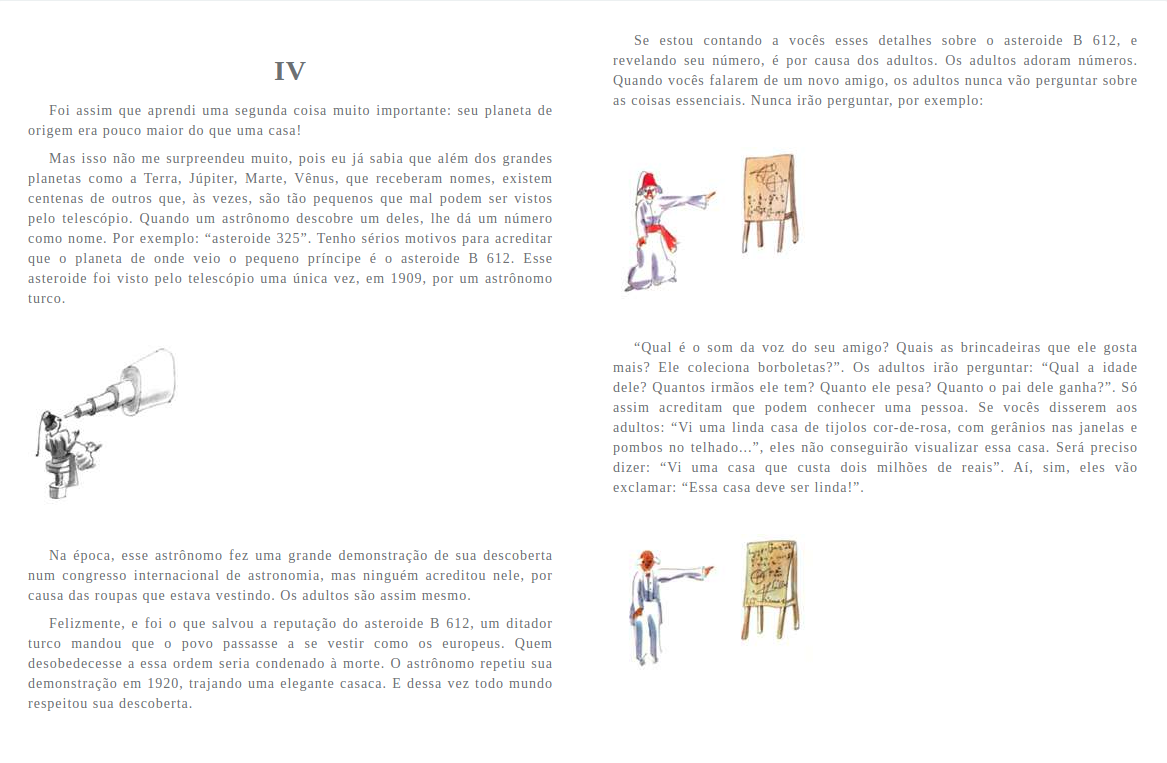 IV
Foi assim que aprendi uma segunda coisa muito importante: seu planeta de
origem era pouco maior do que uma casa!
Mas isso não me surpreendeu muito, pois eu já sabia que além dos grandes
planetas como a Terra, Júpiter, Marte, Vênus, que receberam nomes, existem
centenas de outros que, às vezes, são tão pequenos que mal podem ser vistos
pelo telescópio. Quando um astrônomo descobre um deles, lhe dá um número
como nome. Por exemplo: “asteroide 325”. Tenho sérios motivos para acreditar
que o planeta de onde veio o pequeno príncipe é o asteroide B 612. Esse
asteroide foi visto pelo telescópio uma única vez, em 1909, por um astrônomo
turco.
Na época, esse astrônomo fez uma grande demonstração de sua descoberta
num congresso internacional de astronomia, mas ninguém acreditou nele, por
causa das roupas que estava vestindo. Os adultos são assim mesmo.
Felizmente, e foi o que salvou a reputação do asteroide B 612, um ditador
turco mandou que o povo passasse a se vestir como os europeus. Quem
desobedecesse a essa ordem seria condenado à morte. O astrônomo repetiu sua
demonstração em 1920, trajando uma elegante casaca. E dessa vez todo mundo
respeitou sua descoberta.
Se estou contando a vocês esses detalhes sobre o asteroide B 612, e
revelando seu número, é por causa dos adultos. Os adultos adoram números.
Quando vocês falarem de um novo amigo, os adultos nunca vão perguntar sobre
as coisas essenciais. Nunca irão perguntar, por exemplo:
“Qual é o som da voz do seu amigo? Quais as brincadeiras que ele gosta
mais? Ele coleciona borboletas?”. Os adultos irão perguntar: “Qual a idade
dele? Quantos irmãos ele tem? Quanto ele pesa? Quanto o pai dele ganha?”. Só
assim acreditam que podem conhecer uma pessoa. Se vocês disserem aos
adultos: “Vi uma linda casa de tijolos cor-de-rosa, com gerânios nas janelas e
pombos no telhado...”, eles não conseguirão visualizar essa casa. Será preciso
dizer: “Vi uma casa que custa dois milhões de reais”. Aí, sim, eles vão
exclamar: “Essa casa deve ser linda!”.